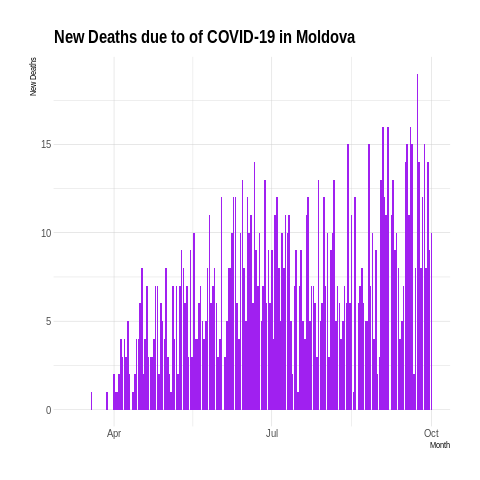 New Deaths due to of COVID-19 in Moldova
New Deaths
15
10
5
0
Apr
Jul
Oct
Month